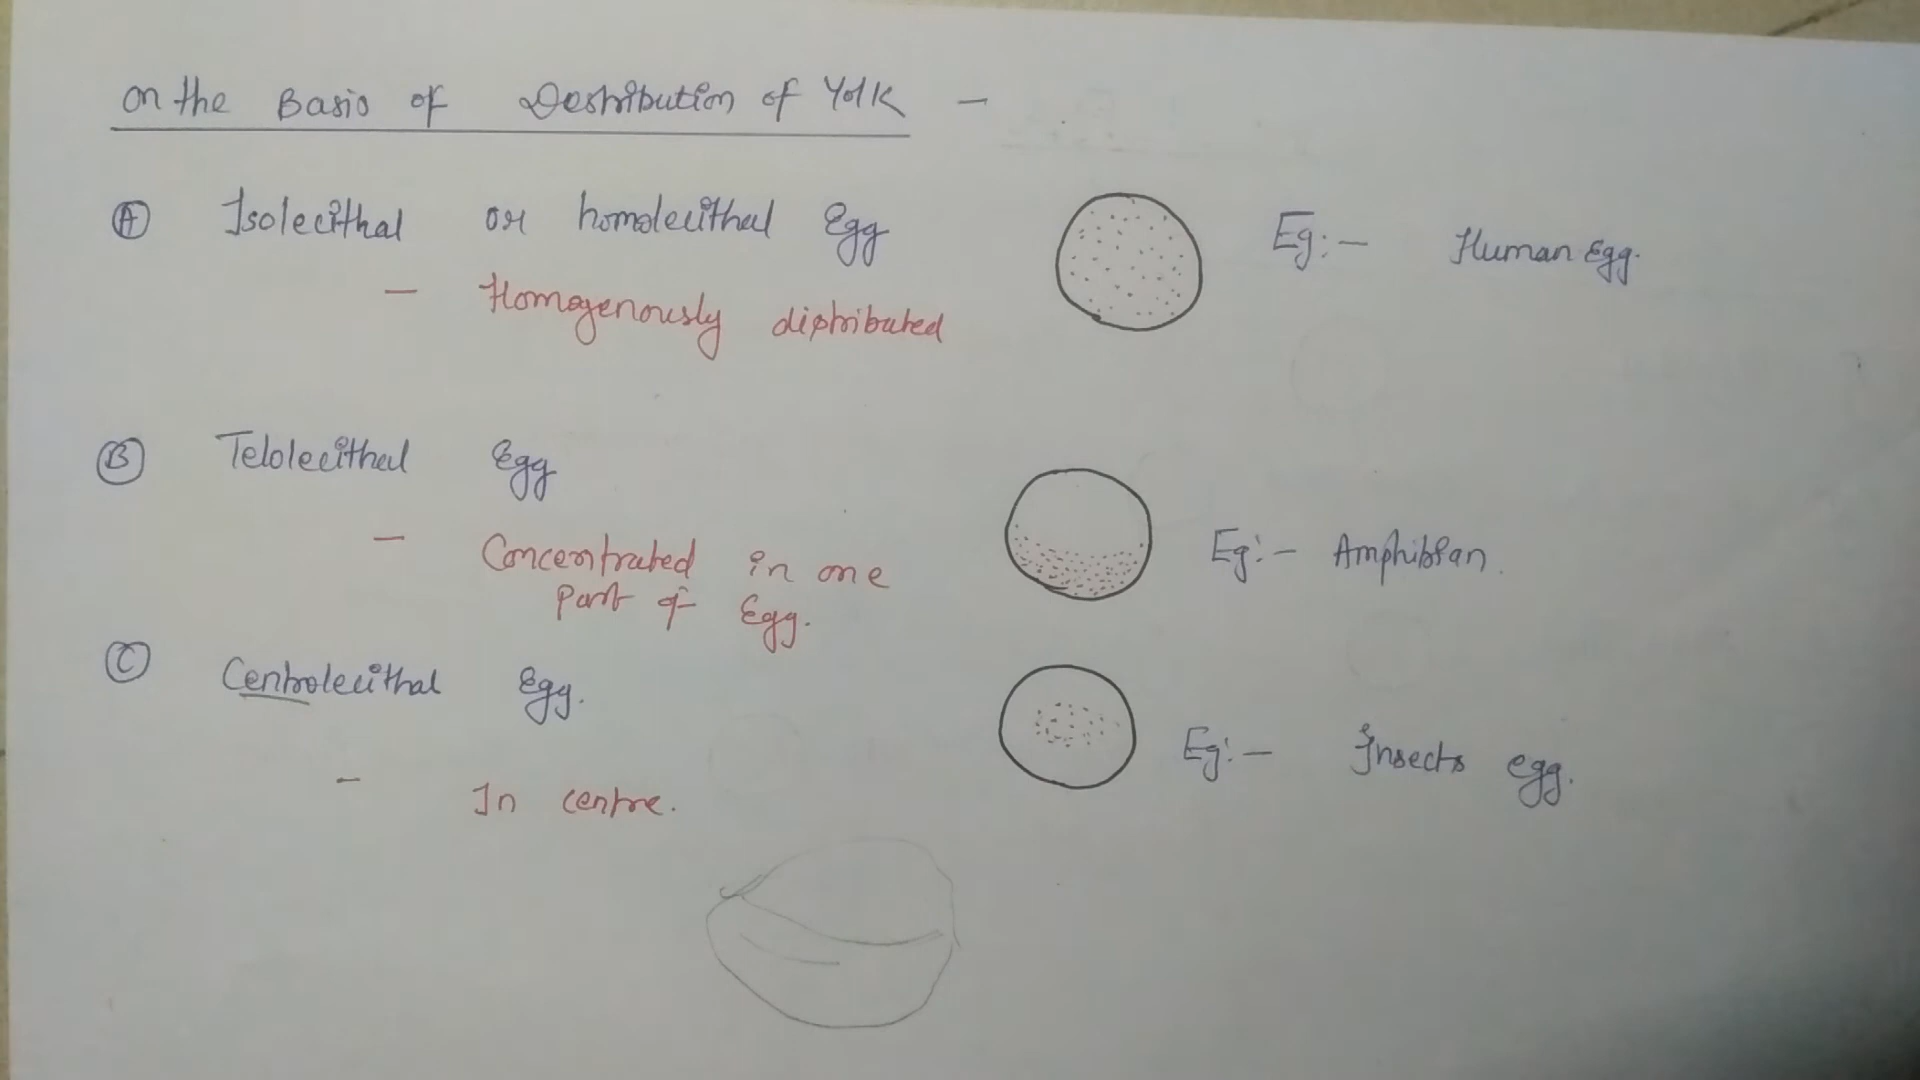 on the Basis of Destribution of Yolk -
A Isolecithal or homolecithal Egg Eg:- Human Egg.
- Homogenously distributed
B Telolecithal Egg
- Concentrated in one Eg:- Amphibian.
part of Egg.
C Centrolecithal Egg. Eg:- Insects egg.
- In centre.